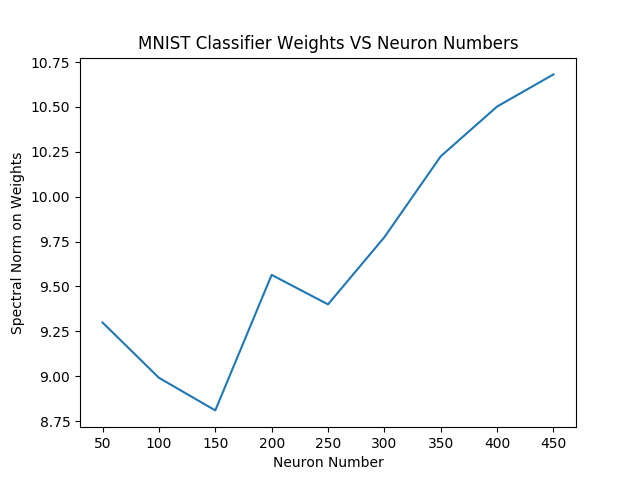 MNIST Classifier Weights VS Neuron Numbers
10.75
10.50
10.25
10.00
9.75
9.50
9.25
9.00
8.75
Spectral Norm on Weights
50 100 150 200 250 300 350 400 450
Neuron Number